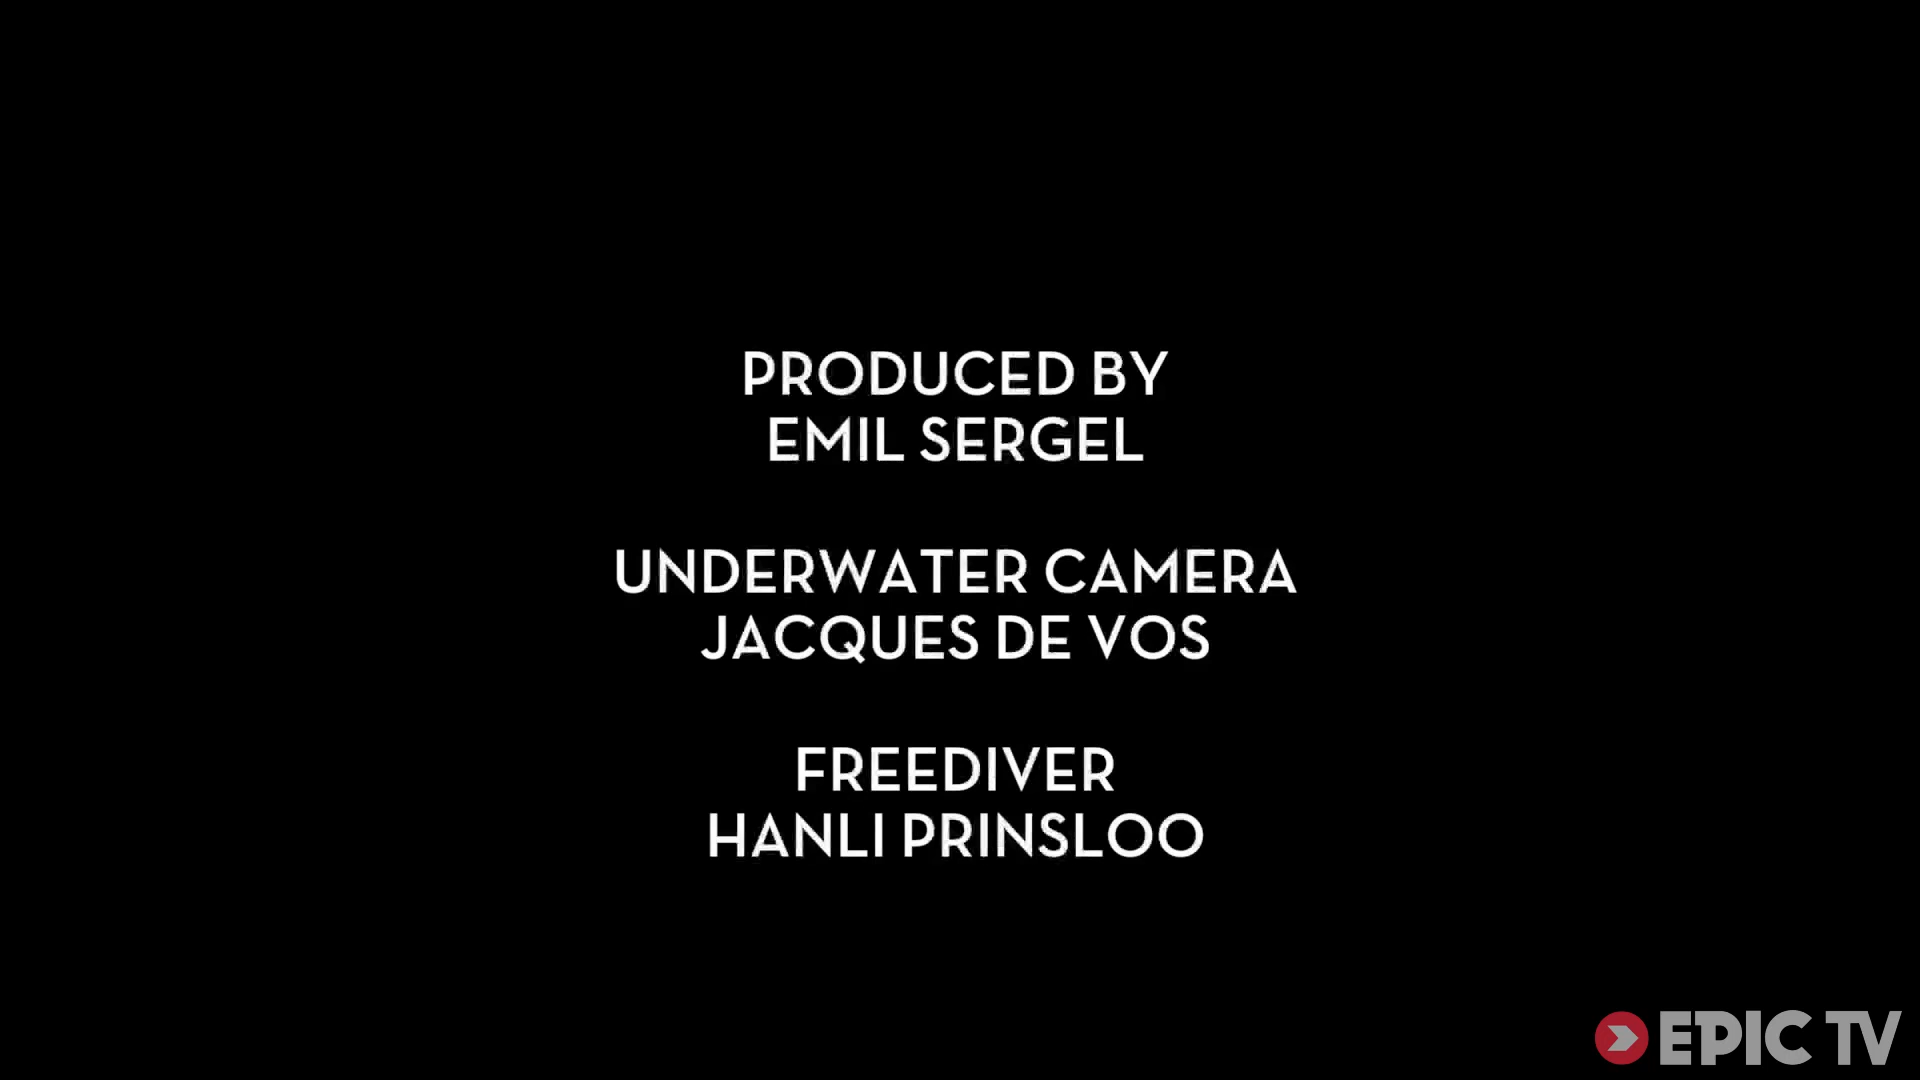 PRODUCED BY
EMIL SERGEL
UNDERWATER CAMERA
JACQUES DE VOS
FREEDIVER
HANLI PRINSLOO
EPIC TV